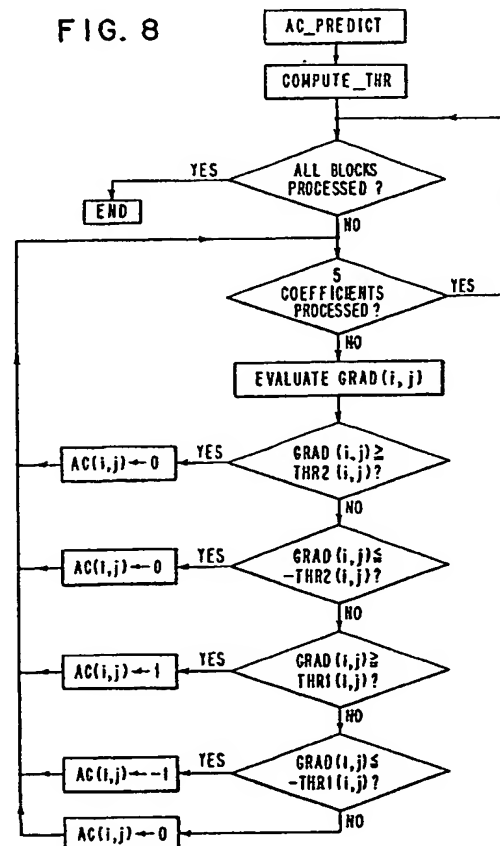 FIG. 8
AC_PREDICT
COMPUTE_THR
ALL BLOCKS
PROCESSED ?
YES
END
NO
5
COEFFICIENTS
PROCESSED ?
YES
NO
EVALUATE GRAD(i,j)
GRAD(i,j)≧
THR2(i,j)?
YES
AC(i,j)←0
NO
GRAD(i,j)≦
-THR2(i,j)?
YES
AC(i,j)←0
NO
GRAD(i,j)≧
THR1(i,j)?
YES
AC(i,j)←1
NO
GRAD(i,j)≦
-THR1(i,j)?
YES
AC(i,j)←-1
NO
AC(i,j)←0